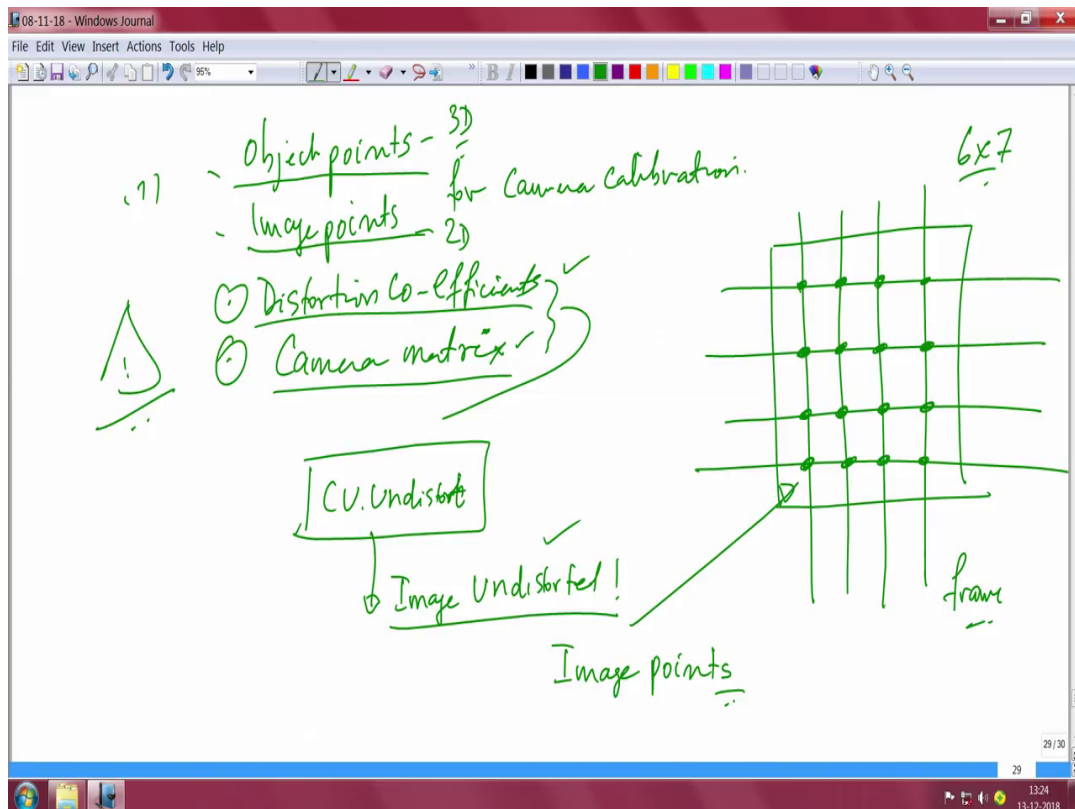 08-11-18 - Windows Journal
File Edit View Insert Actions Tools Help
95%
B I
Object points - 3D
for Camera calibration.
Image points - 2D
Distortion Co-efficients
Camera matrix
!
CV.Undistort
Image Undistorted!
Image points
6x7
frame
29/30
29
13:24
13-12-2018